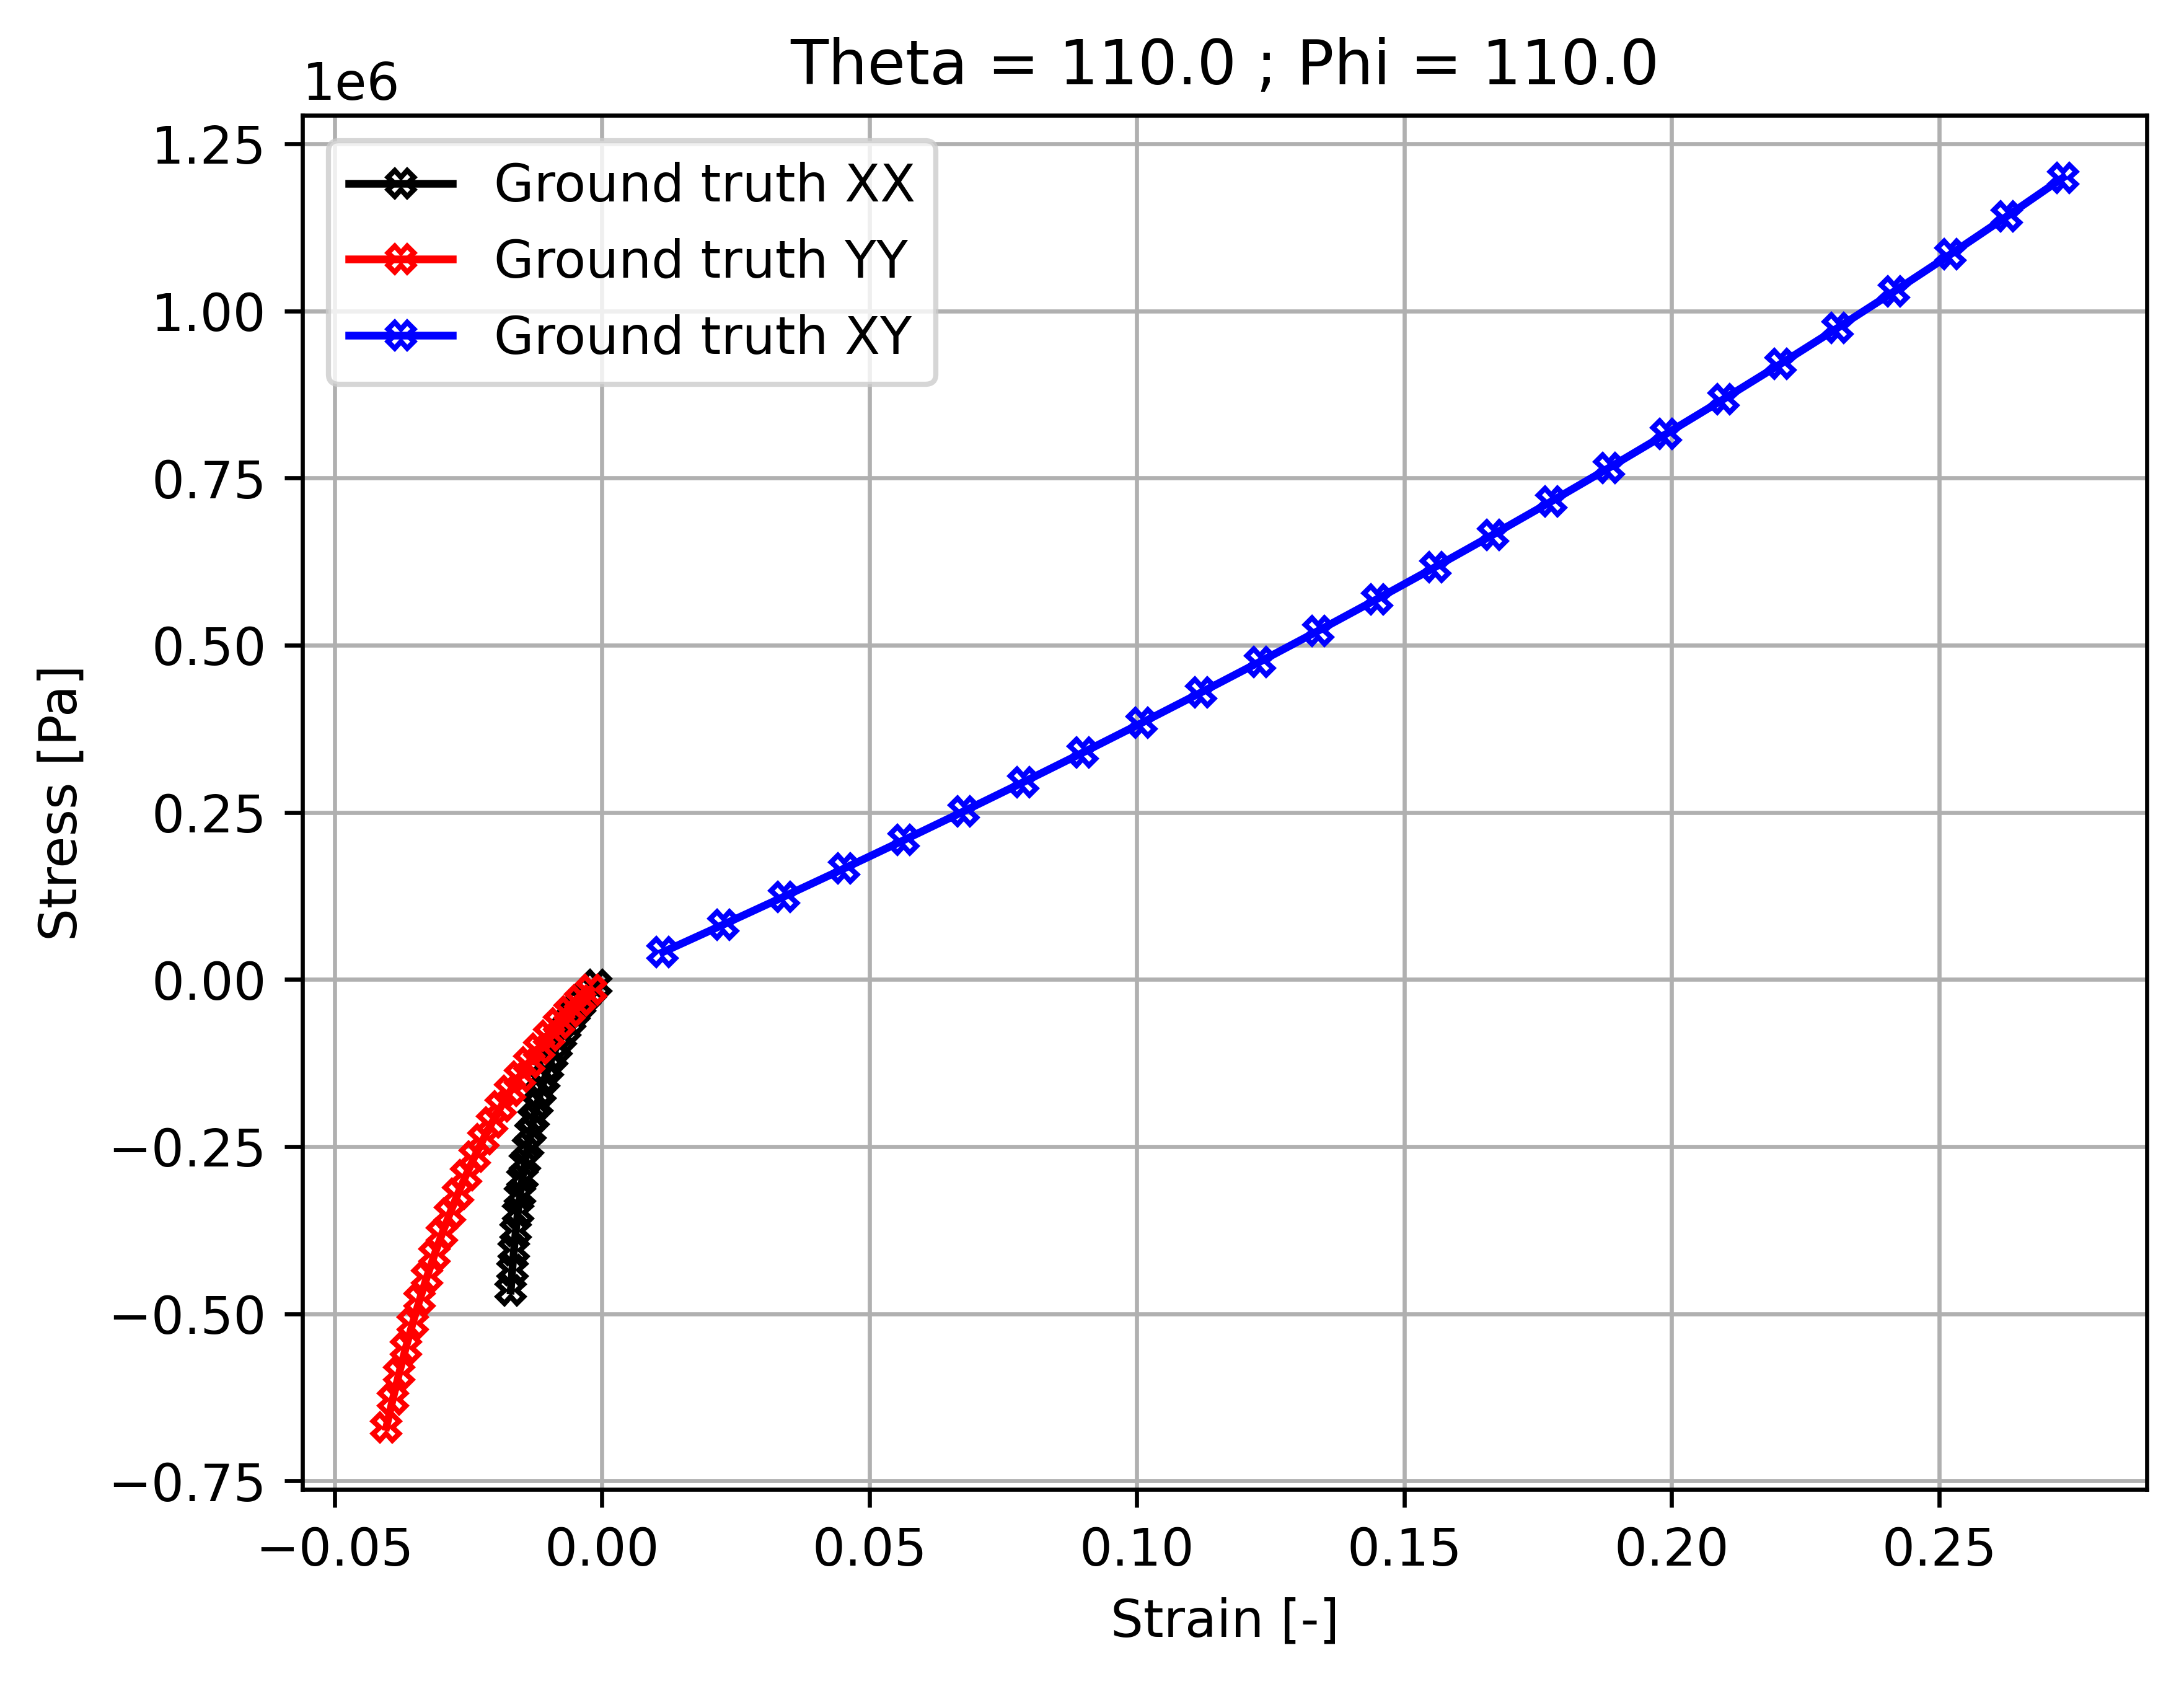 Theta = 110.0 ; Phi = 110.0
1e6
1.25
1.00
0.75
0.50
0.25
0.00
−0.25
−0.50
−0.75
Stress [Pa]
Ground truth XX
Ground truth YY
Ground truth XY
−0.05 0.00 0.05 0.10 0.15 0.20 0.25
Strain [-]